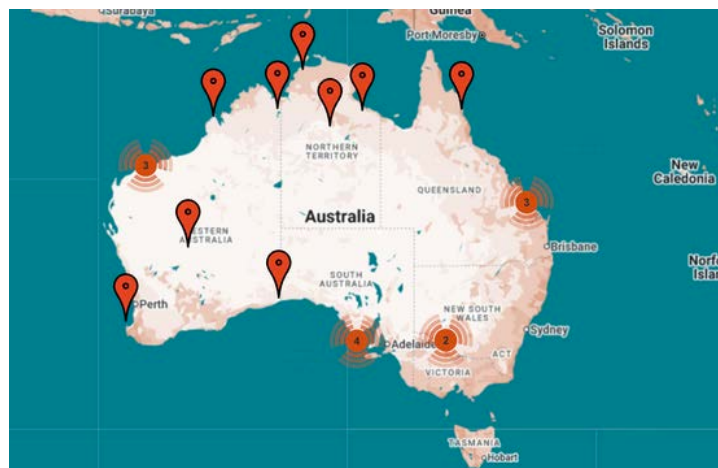 Surabaya
Guinea
Port Moresby
Solomon
Islands
NORTHERN
TERRITORY
3
New
Caledonia
QUEENSLAND
3
Australia
WESTERN
AUSTRALIA
Brisbane
Norf
Islan
SOUTH
AUSTRALIA
Perth
NEW SOUTH
WALES
Sydney
4
Adelaide
2
ACT
VICTORIA
TASMANIA
Hobart